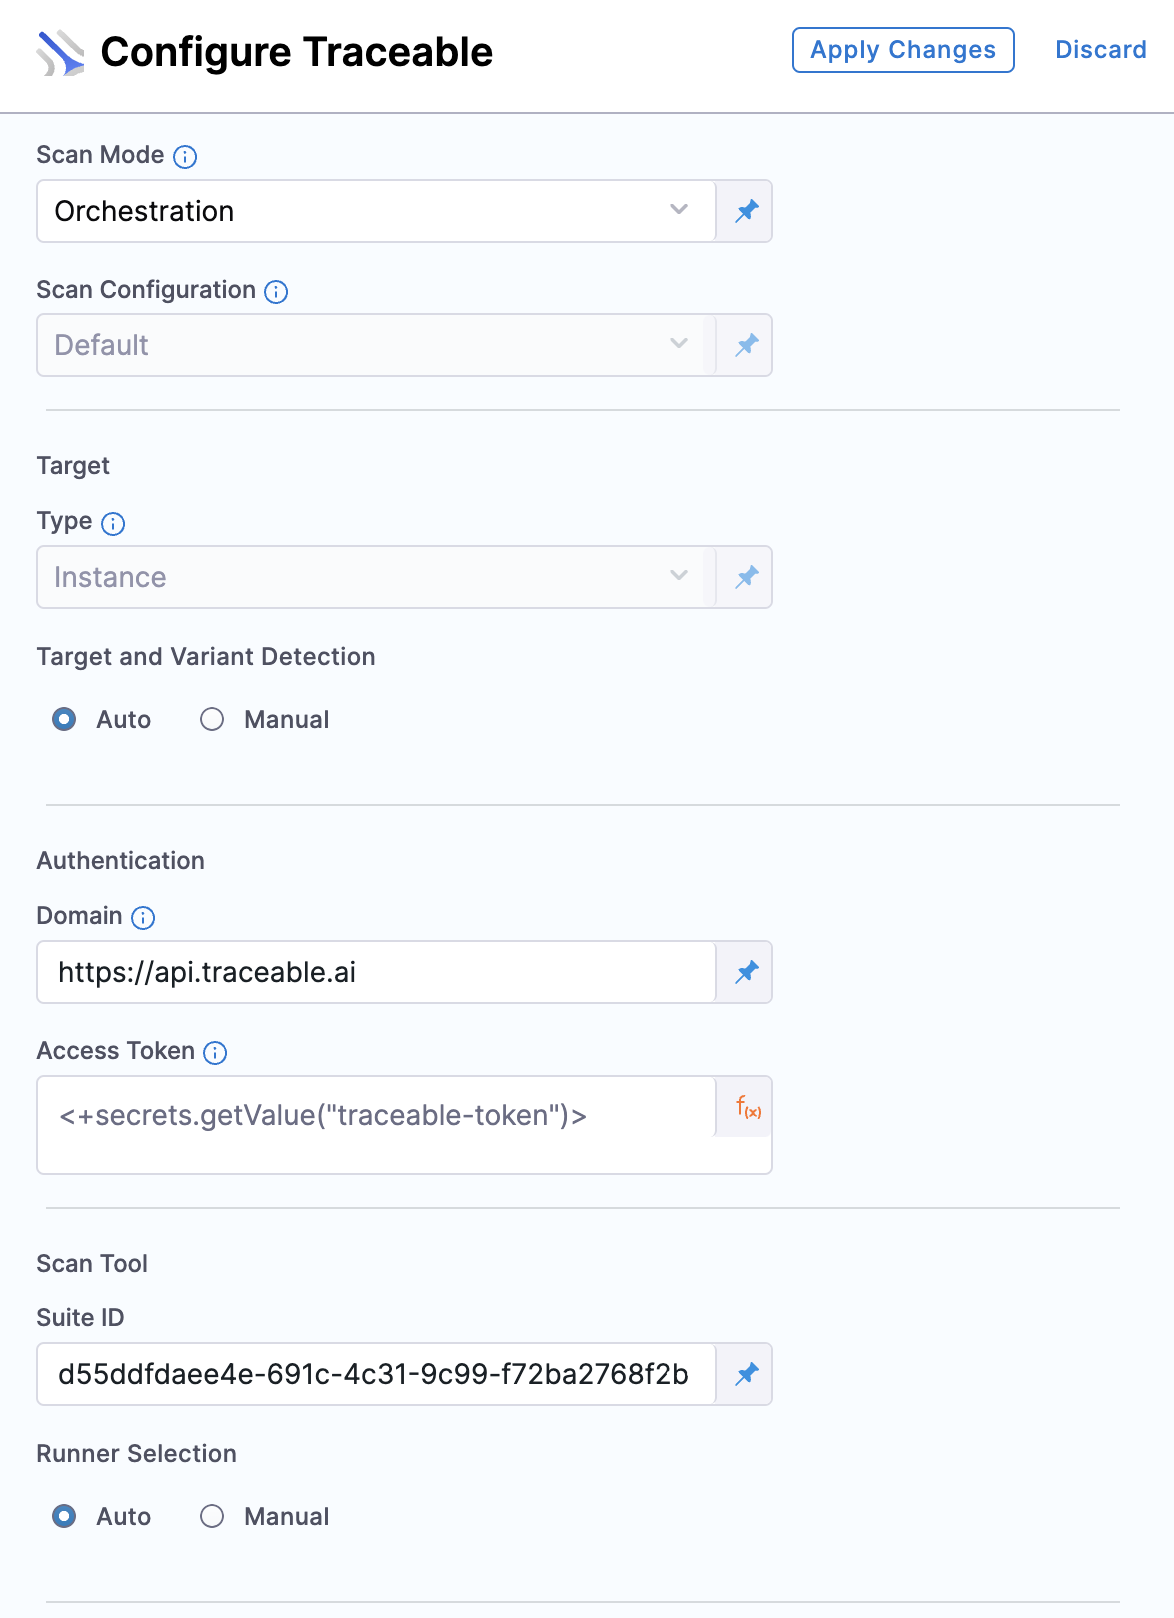 Configure Traceable
Apply Changes
Discard
Scan Mode
Orchestration
Scan Configuration
Default
Target
Type
Instance
Target and Variant Detection
Auto
Manual
Authentication
Domain
https://api.traceable.ai
Access Token
<+secrets.getValue("traceable-token")>
f(x)
Scan Tool
Suite ID
d55ddfdaee4e-691c-4c31-9c99-f72ba2768f2b
Runner Selection
Auto
Manual